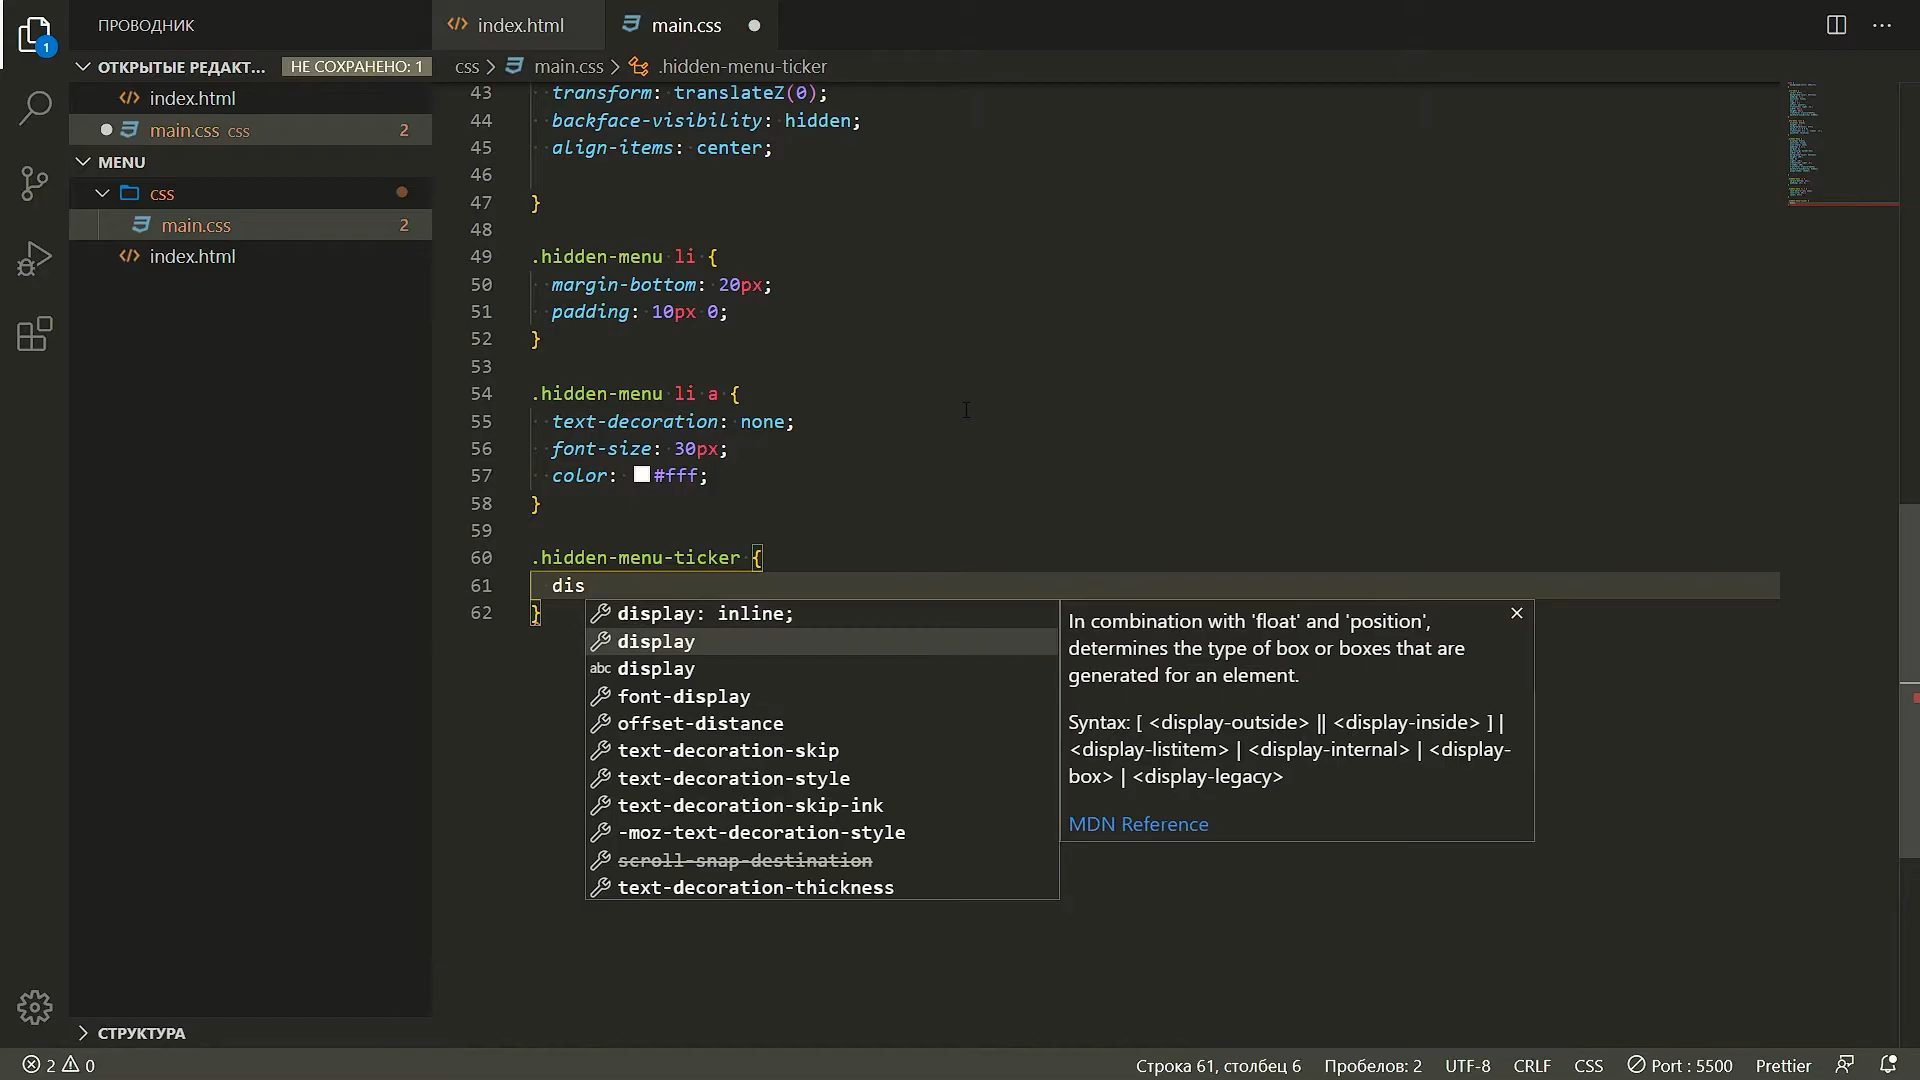 ПРОВОДНИК
index.html
main.css
1
ОТКРЫТЫЕ РЕДАКТ...
НЕ СОХРАНЕНО: 1
css > main.css > .hidden-menu-ticker
index.html
main.css css 2
MENU
css
main.css 2
index.html
43 transform: translateZ(0);
44 backface-visibility: hidden;
45 align-items: center;
46
47 }
48
49 .hidden-menu li {
50 margin-bottom: 20px;
51 padding: 10px 0;
52 }
53
54 .hidden-menu li a {
55 text-decoration: none;
56 font-size: 30px;
57 color: #fff;
58 }
59
60 .hidden-menu-ticker {
61 dis
62 }
display: inline;
display
abc display
font-display
offset-distance
text-decoration-skip
text-decoration-style
text-decoration-skip-ink
-moz-text-decoration-style
scroll-snap-destination
text-decoration-thickness
In combination with 'float' and 'position',
determines the type of box or boxes that are
generated for an element.
Syntax: [ <display-outside> || <display-inside> ] |
<display-listitem> | <display-internal> | <display-
box> | <display-legacy>
MDN Reference
СТРУКТУРА
2 0
Строка 61, столбец 6
Пробелов: 2
UTF-8
CRLF
CSS
Port : 5500
Prettier